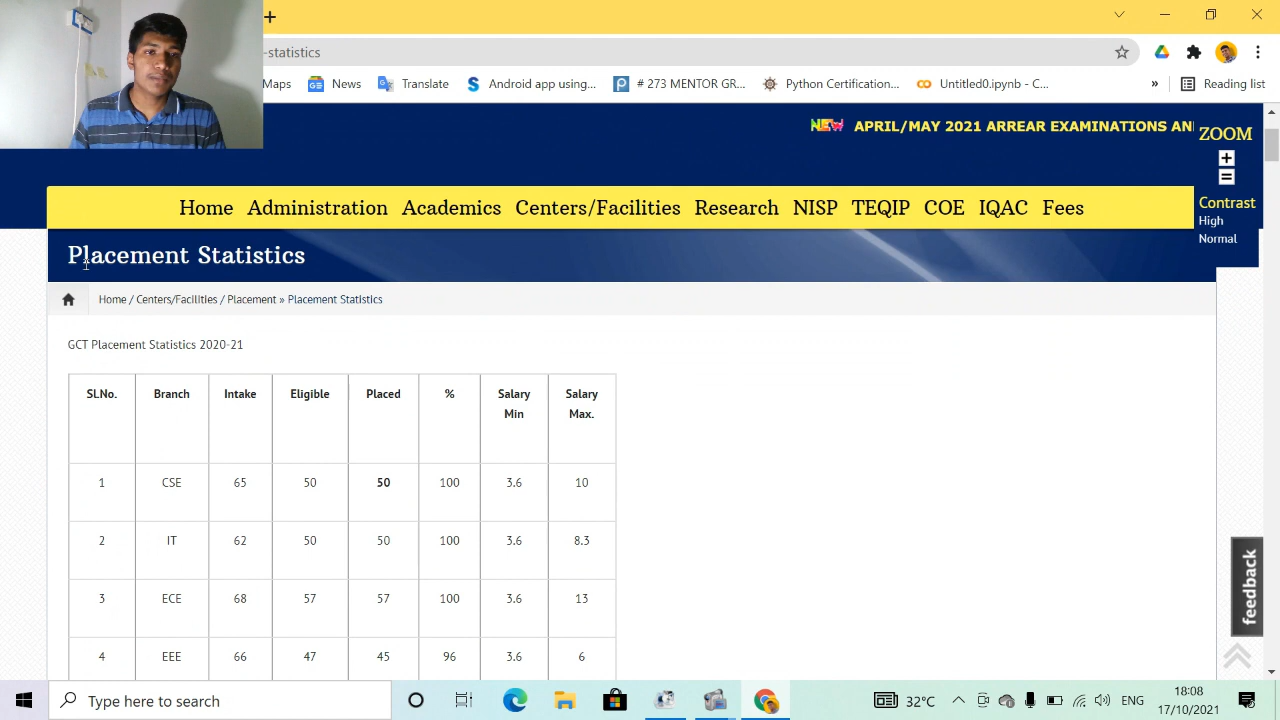 -statistics
Maps News Translate Android app using... # 273 MENTOR GR... Python Certification... Untitled0.ipynb - C... » Reading list
NEW APRIL/MAY 2021 ARREAR EXAMINATIONS AN
ZOOM
+
=
Contrast
High
Normal
Home Administration Academics Centers/Facilities Research NISP TEQIP COE IQAC Fees
Placement Statistics
Home / Centers/Facilities / Placement » Placement Statistics
GCT Placement Statistics 2020-21
Sl.No. Branch Intake Eligible Placed % Salary Min Salary Max.
1 CSE 65 50 50 100 3.6 10
2 IT 62 50 50 100 3.6 8.3
3 ECE 68 57 57 100 3.6 13
4 EEE 66 47 45 96 3.6 6
feedback
Type here to search
32°C ENG
18:08
17/10/2021